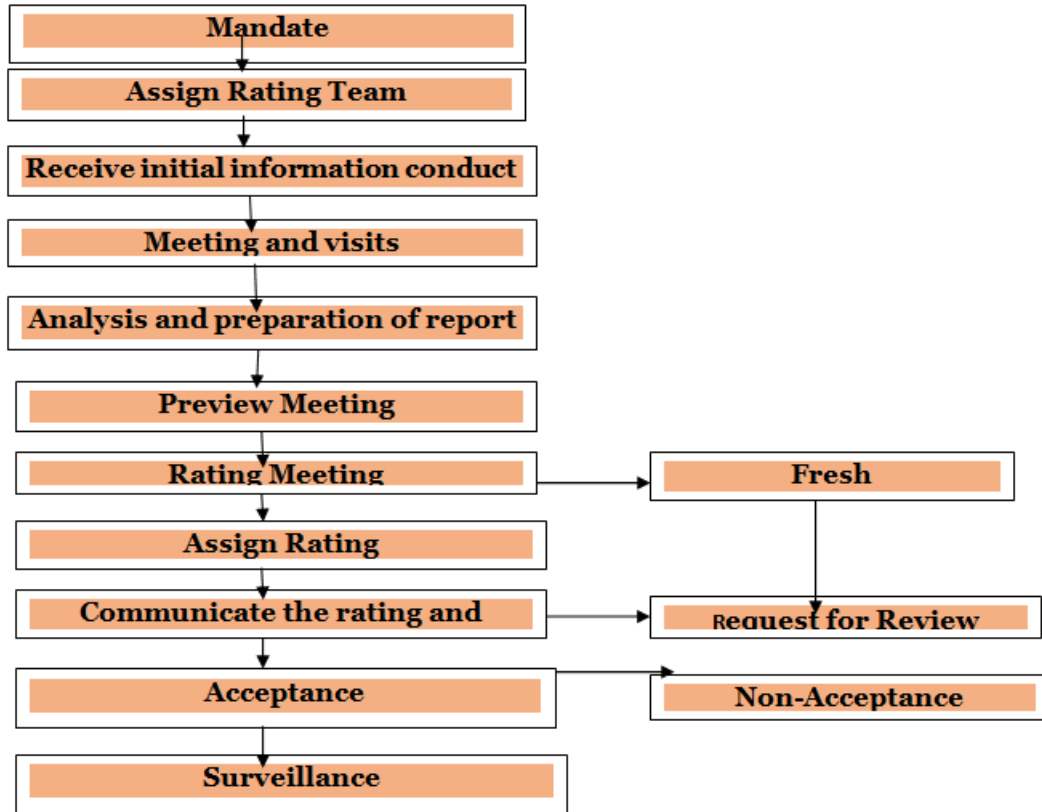 Mandate
Assign Rating Team
Receive initial information conduct
Meeting and visits
Analysis and preparation of report
Preview Meeting
Rating Meeting
Fresh
Assign Rating
Communicate the rating and
Request for Review
Acceptance
Non-Acceptance
Surveillance